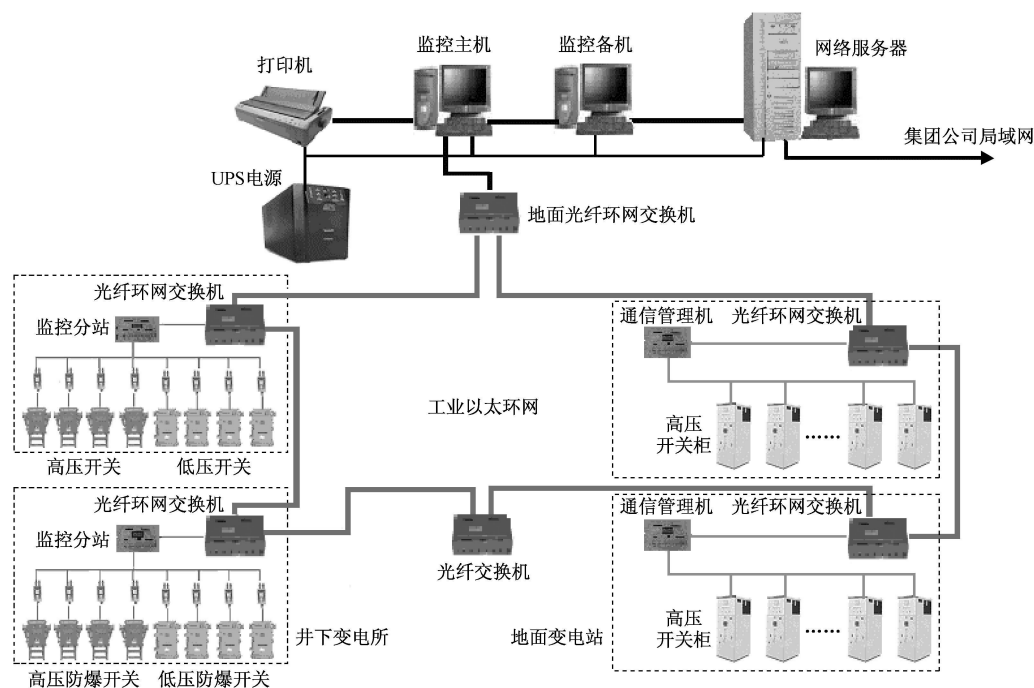 监控主机
监控备机
网络服务器
打印机
集团公司局域网
UPS电源
地面光纤环网交换机
光纤环网交换机
监控分站
高压开关
低压开关
通信管理机
光纤环网交换机
高压
开关柜
工业以太环网
光纤环网交换机
监控分站
高压防爆开关
低压防爆开关
井下变电所
光纤交换机
通信管理机
光纤环网交换机
高压
开关柜
地面变电站